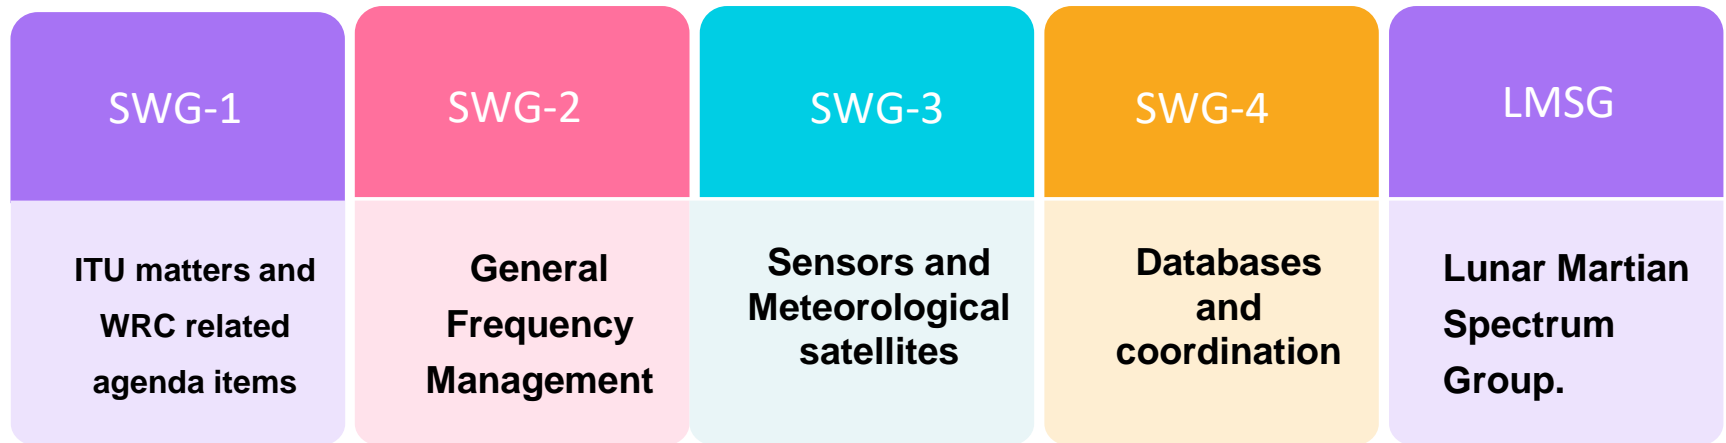 SWG-1
ITU matters and
WRC related
agenda items
SWG-2
General
Frequency
Management
SWG-3
Sensors and
Meteorological
satellites
SWG-4
Databases
and
coordination
LMSG
Lunar Martian
Spectrum
Group.